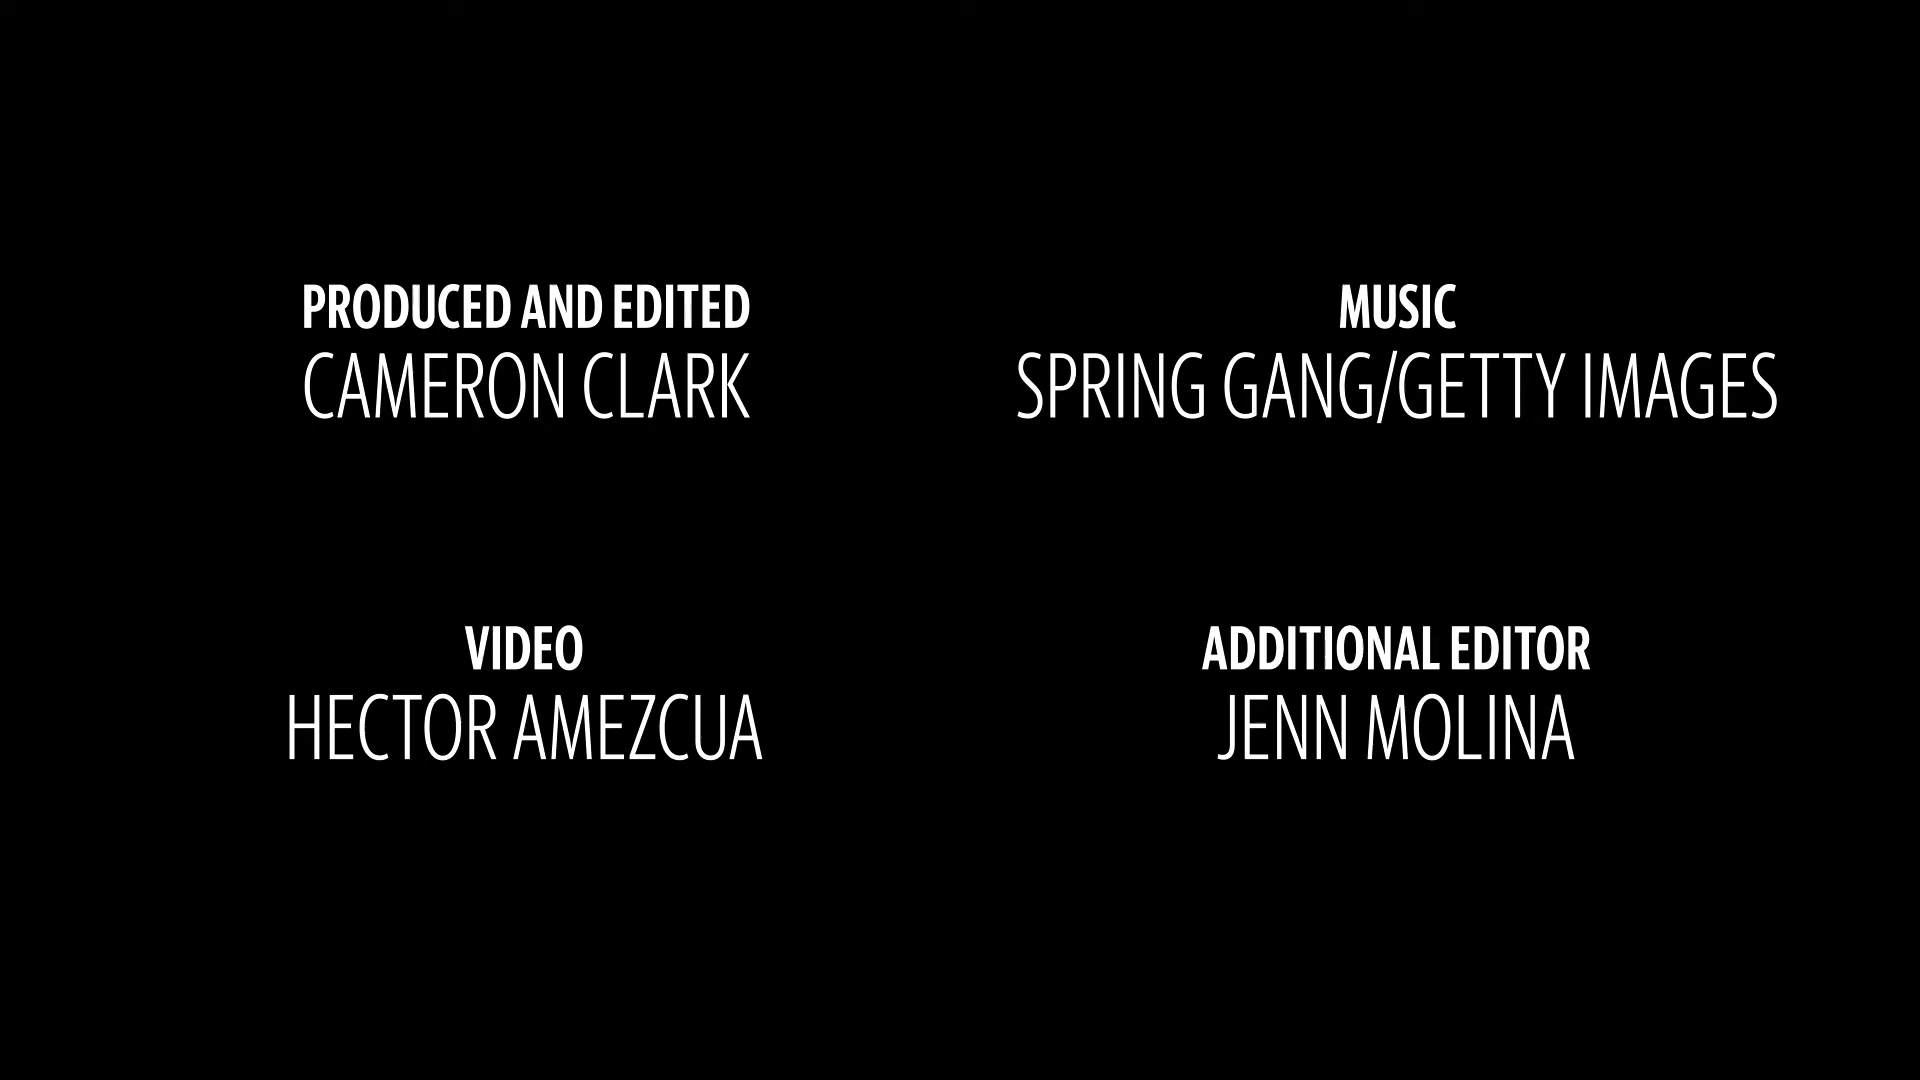 PRODUCED AND EDITED
CAMERON CLARK
MUSIC
SPRING GANG/GETTY IMAGES
VIDEO
HECTOR AMEZCUA
ADDITIONAL EDITOR
JENN MOLINA